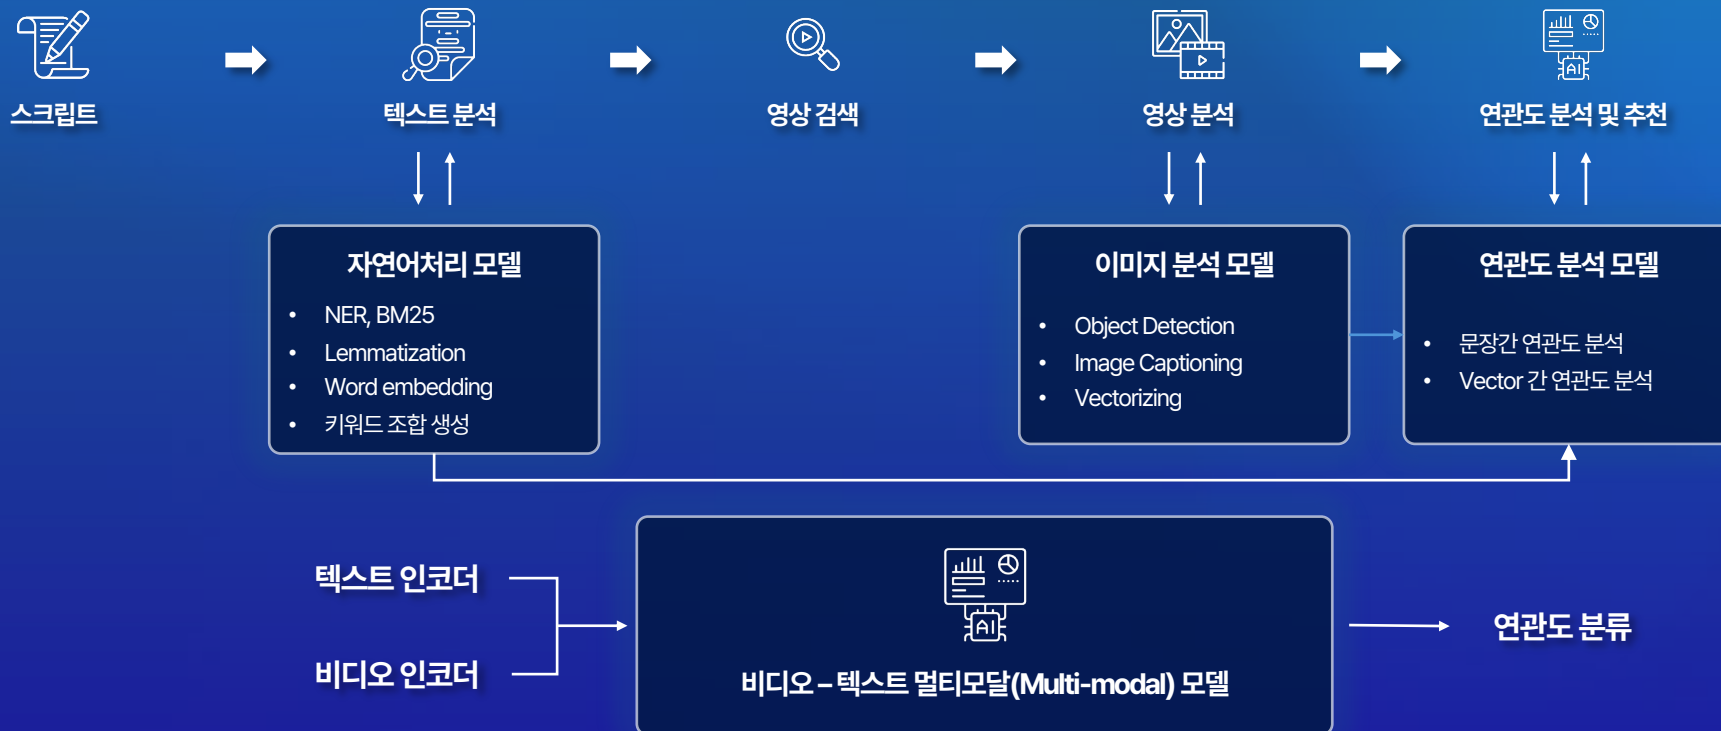 스크립트
텍스트 분석
영상 검색
영상 분석
연관도 분석 및 추천
자연어처리 모델
• NER, BM25
• Lemmatization
• Word embedding
• 키워드 조합 생성
이미지 분석 모델
• Object Detection
• Image Captioning
• Vectorizing
연관도 분석 모델
• 문장간 연관도 분석
• Vector 간 연관도 분석
텍스트 인코더
비디오 인코더
AI
비디오 – 텍스트 멀티모달(Multi-modal) 모델
연관도 분류
AI